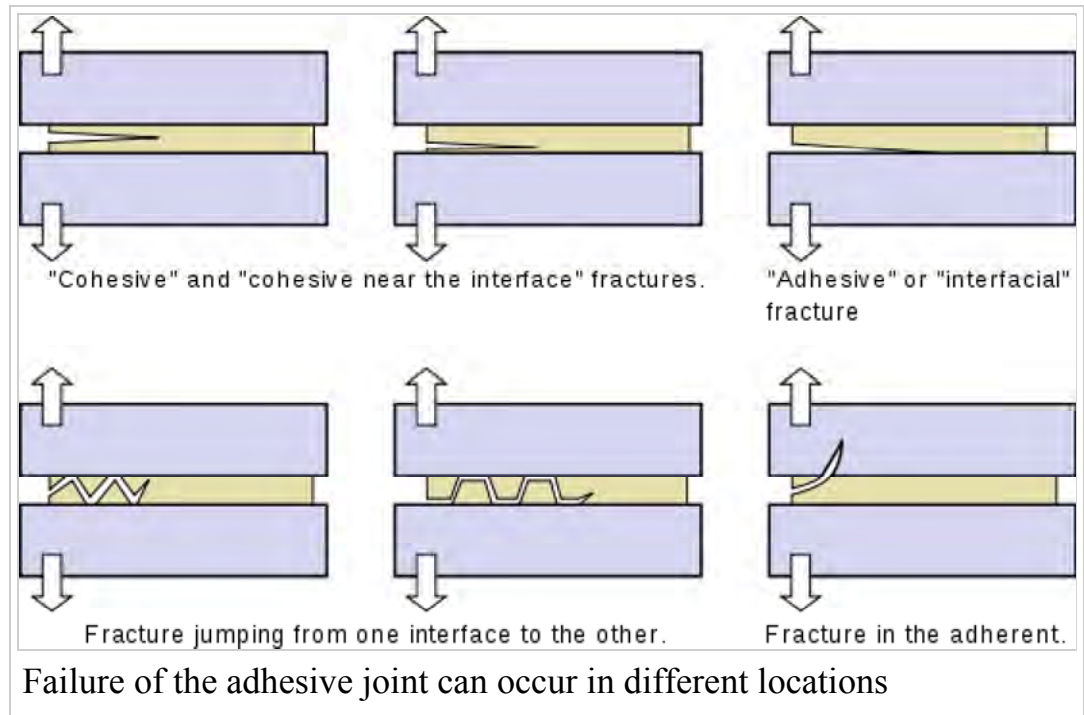 "Cohesive" and "cohesive near the interface" fractures.
"Adhesive" or "interfacial"
fracture
Fracture jumping from one interface to the other.
Fracture in the adherent.
Failure of the adhesive joint can occur in different locations